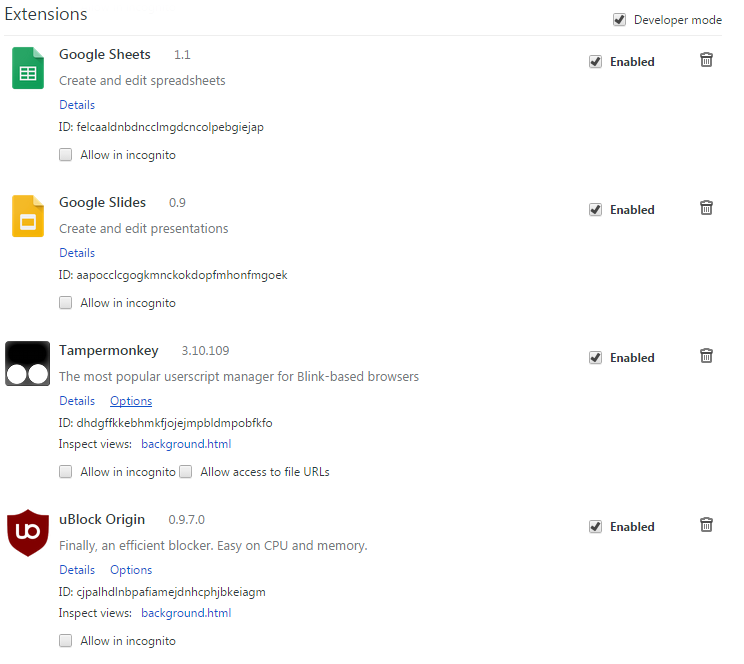 Extensions
Developer mode
Google Sheets 1.1
Enabled
Create and edit spreadsheets
Details
ID: felcaaldnbdncclmgdcncolpebgiejap
Allow in incognito
Google Slides 0.9
Enabled
Create and edit presentations
Details
ID: aapocclcgogkmnckokdopfmhonfmgoek
Allow in incognito
Tampermonkey 3.10.109
Enabled
The most popular userscript manager for Blink-based browsers
Details Options
ID: dhdgffkkebhmkfjojejmpbldmpobfkfo
Inspect views: background.html
Allow in incognito Allow access to file URLs
uBlock Origin 0.9.7.0
Enabled
Finally, an efficient blocker. Easy on CPU and memory.
Details Options
ID: cjpalhdlnbpafiamejdnhcphjbkeiagm
Inspect views: background.html
Allow in incognito